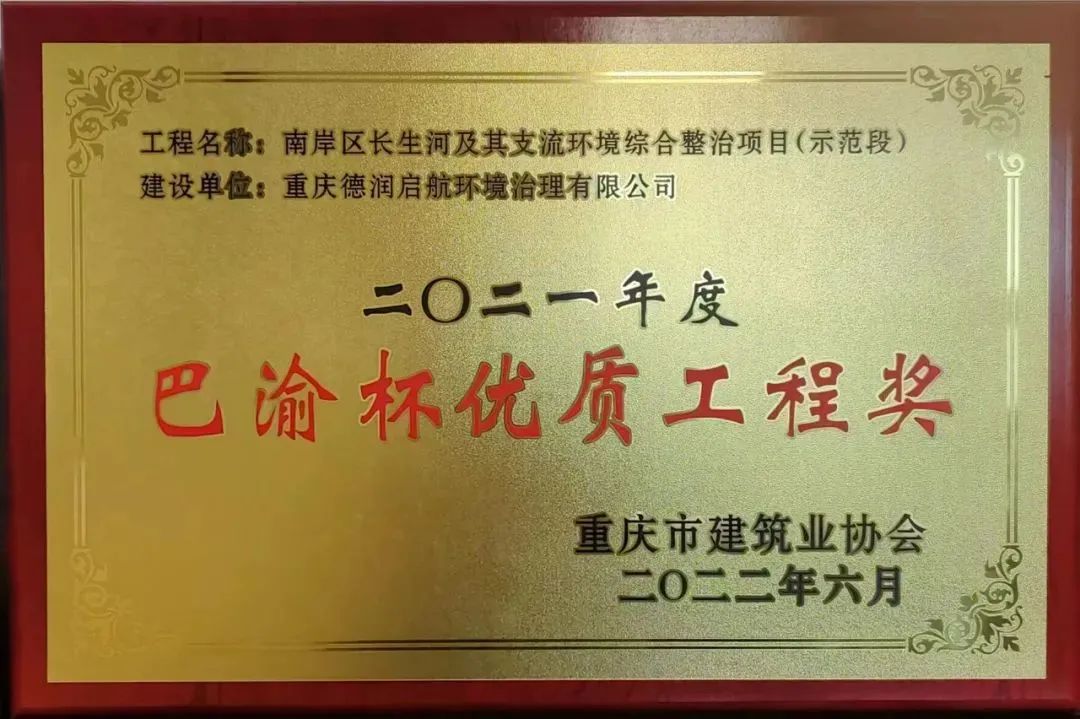 工程名称：南岸区长生河及其支流环境综合整治项目(示范段)
建设单位：重庆德润启航环境治理有限公司
二〇二一年度
巴渝杯优质工程奖
重庆市建筑业协会
二〇二二年六月